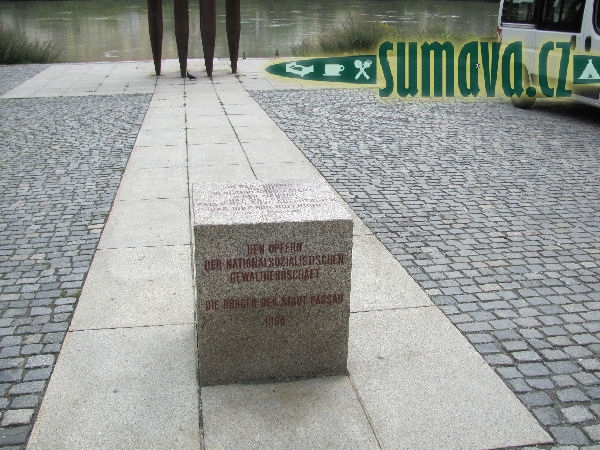 sumava.cz
DEN OPFERN
DER NATIONALSOZIALISTISCHEN
GEWALTHERRSCHAFT
DIE BÜRGER DER STADT PASSAU
1996